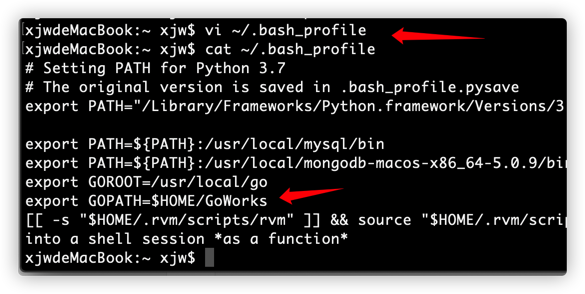 [xjwdeMacBook:~ xjw$ vi ~/.bash_profile
[xjwdeMacBook:~ xjw$ cat ~/.bash_profile
# Setting PATH for Python 3.7
# The original version is saved in .bash_profile.pysave
export PATH="/Library/Frameworks/Python.framework/Versions/3
export PATH=${PATH}:/usr/local/mysql/bin
export PATH=${PATH}:/usr/local/mongodb-macos-x86_64-5.0.9/bin
export GOROOT=/usr/local/go
export GOPATH=$HOME/GoWorks
[[ -s "$HOME/.rvm/scripts/rvm" ]] && source "$HOME/.rvm/scrip
into a shell session *as a function*
xjwdeMacBook:~ xjw$